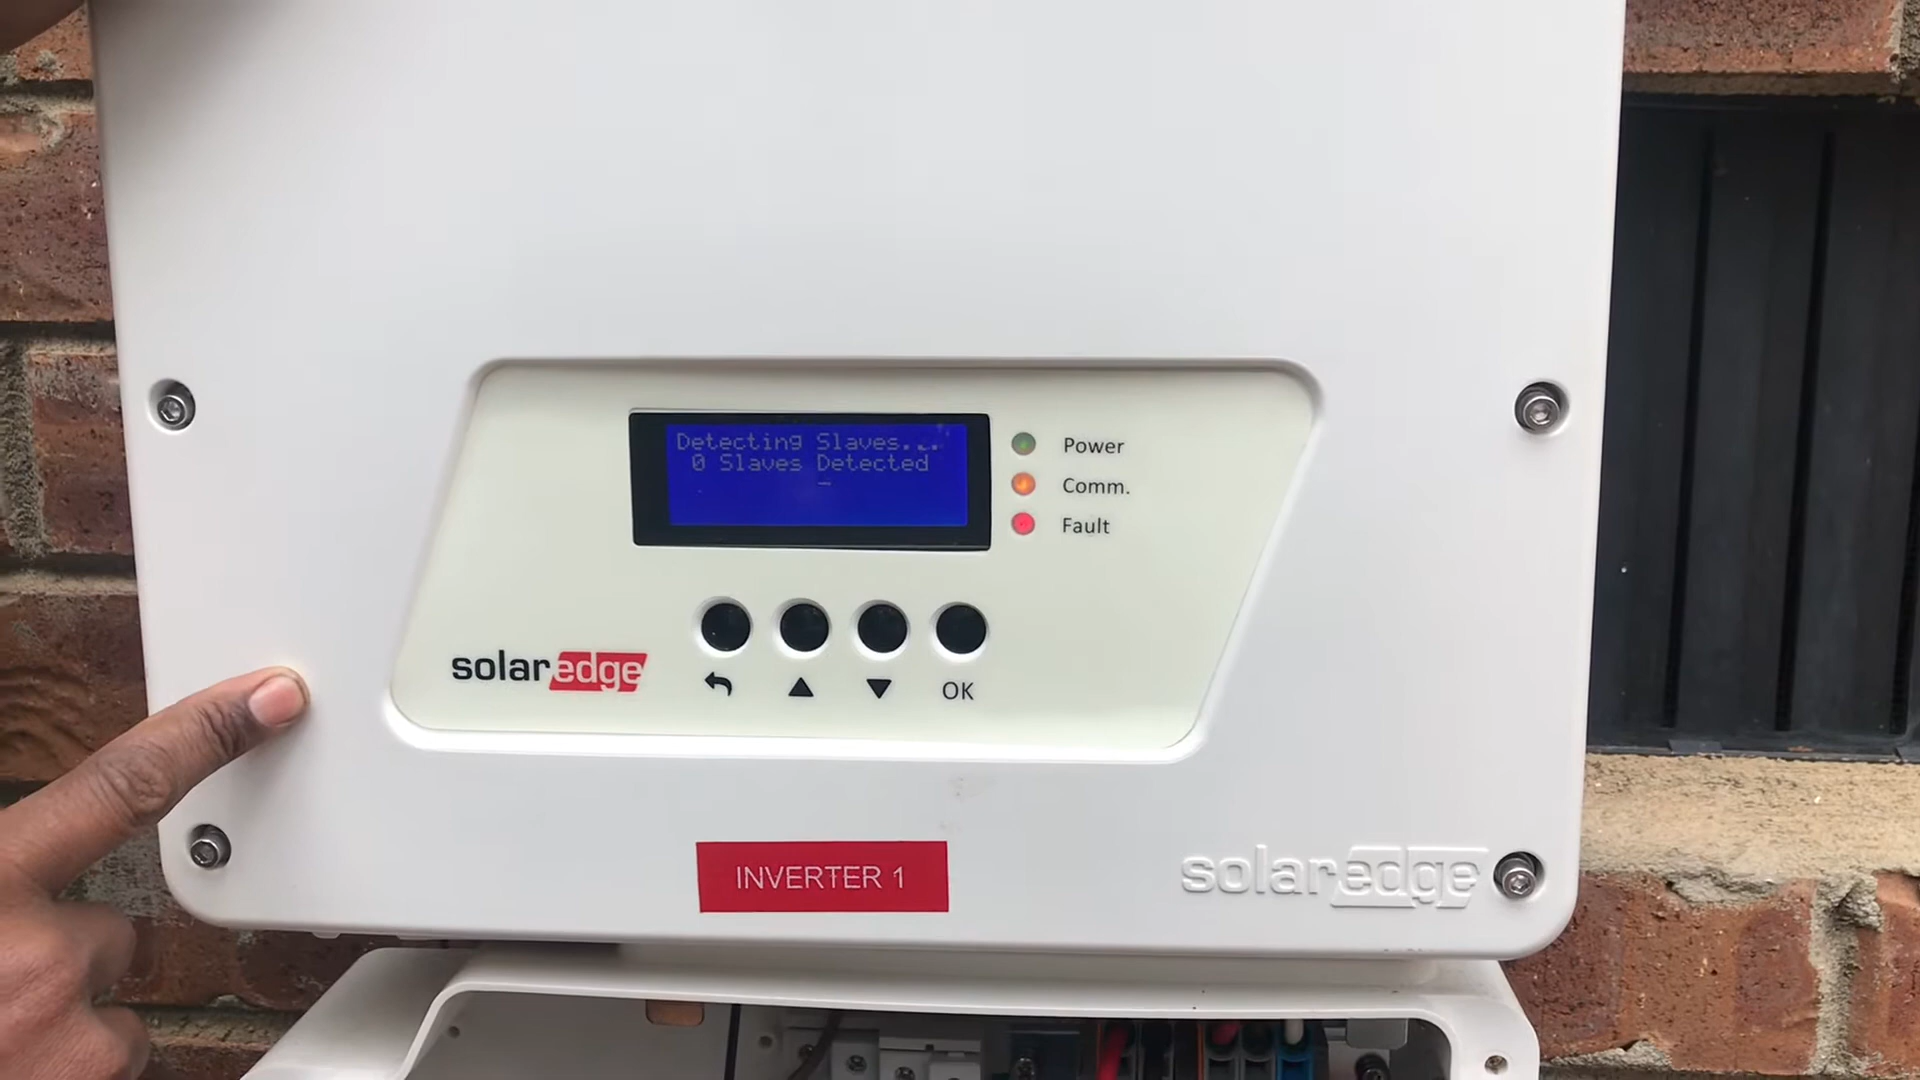 Detecting Slaves...
0 Slaves Detected
Power
Comm.
Fault
solaredge
OK
INVERTER 1
solaredge